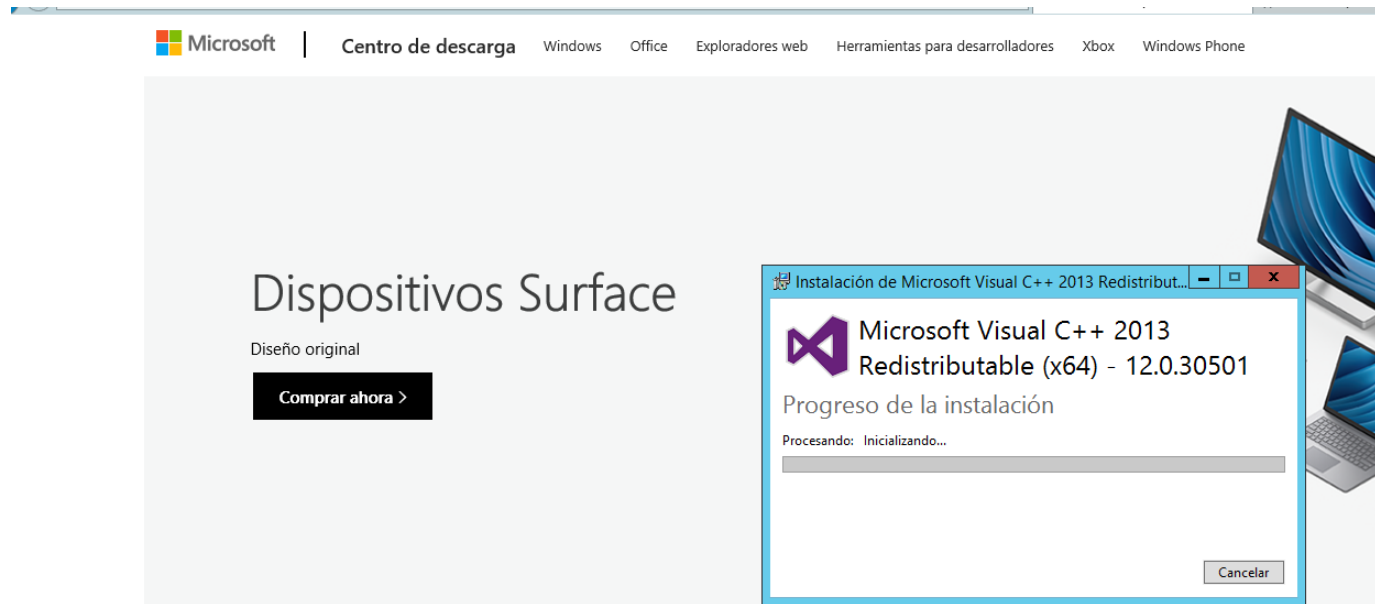 Microsoft Centro de descarga Windows Office Exploradores web Herramientas para desarrolladores Xbox Windows Phone
Dispositivos Surface
Diseño original
Comprar ahora >
Instalación de Microsoft Visual C++ 2013 Redistribut...
Microsoft Visual C++ 2013
Redistributable (x64) - 12.0.30501
Progreso de la instalación
Procesando: Inicializando...
Cancelar